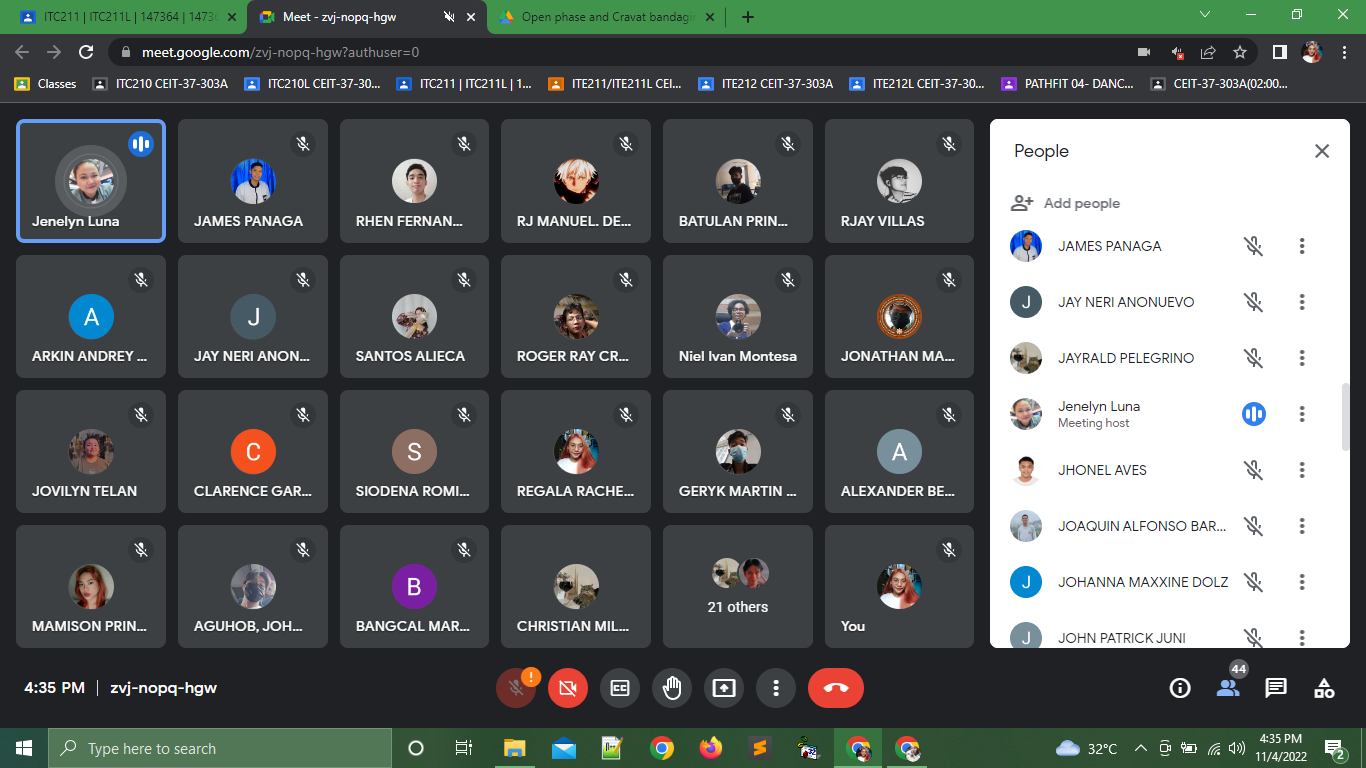 ITC211 | ITC211L | 147364 | 1473
Meet - zvj-nopq-hgw
Open phase and Cravat bandagi
meet.google.com/zvj-nopq-hgw?authuser=0
Classes
ITC210 CEIT-37-303A
ITC210L CEIT-37-30...
ITC211 | ITC211L | 1...
ITE211/ITE211L CEI...
ITE212 CEIT-37-303A
ITE212L CEIT-37-30...
PATHFIT 04- DANC...
CEIT-37-303A(02:00...
Jenelyn Luna
JAMES PANAGA
RHEN FERNAN...
RJ MANUEL. DE...
BATULAN PRIN...
RJAY VILLAS
A
ARKIN ANDREY ...
J
JAY NERI ANON...
SANTOS ALIECA
ROGER RAY CR...
Niel Ivan Montesa
JONATHAN MA...
JOVILYN TELAN
C
CLARENCE GAR...
S
SIODENA ROMI...
REGALA RACHE...
GERYK MARTIN ...
A
ALEXANDER BE...
MAMISON PRIN...
AGUHOB, JOH...
B
BANGCAL MAR...
CHRISTIAN MIL...
21 others
You
People
Add people
JAMES PANAGA
J
JAY NERI ANONUEVO
JAYRALD PELEGRINO
Jenelyn Luna
Meeting host
JHONEL AVES
JOAQUIN ALFONSO BAR...
J
JOHANNA MAXXINE DOLZ
J
JOHN PATRICK JUNI
4:35 PM | zvj-nopq-hgw
!
CC
44
Type here to search
32°C
4:35 PM
11/4/2022
2